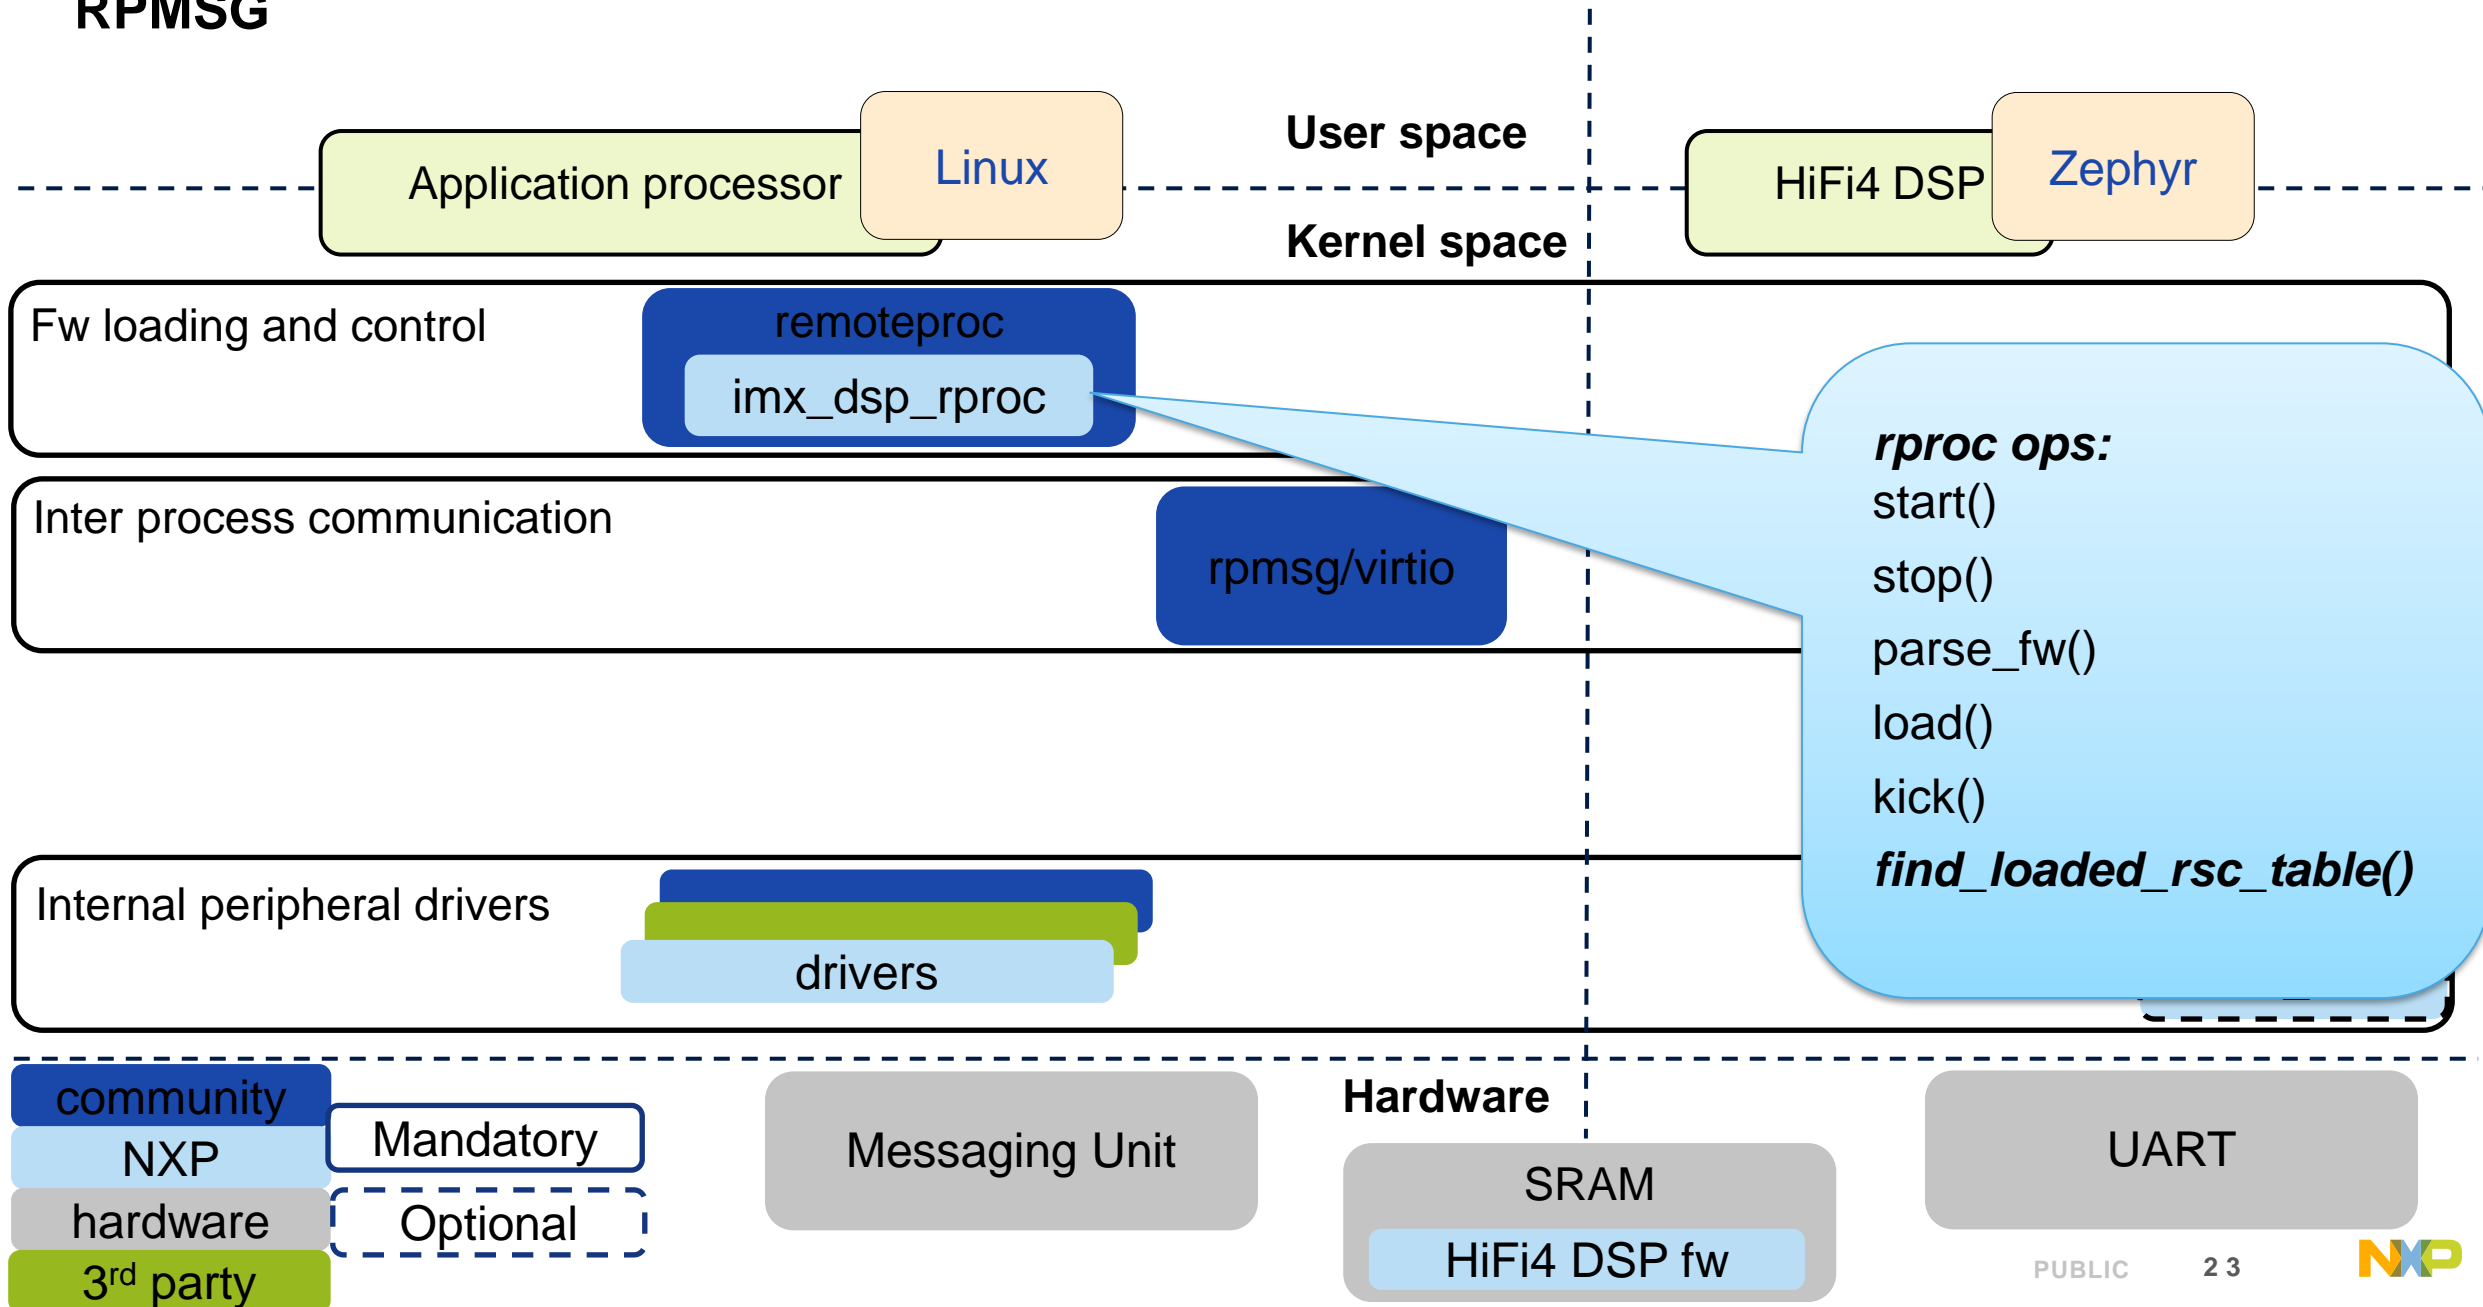 RPMSG
User space
Application processor
Linux
HiFi4 DSP
Zephyr
Kernel space
Fw loading and control
remoteproc
imx_dsp_rproc
rproc ops:
start()
stop()
parse_fw()
load()
kick()
find_loaded_rsc_table()
Inter process communication
rpmsg/virtio
Internal peripheral drivers
drivers
Hardware
community
NXP
hardware
3rd party
Mandatory
Optional
Messaging Unit
SRAM
HiFi4 DSP fw
UART
PUBLIC
23
NXP